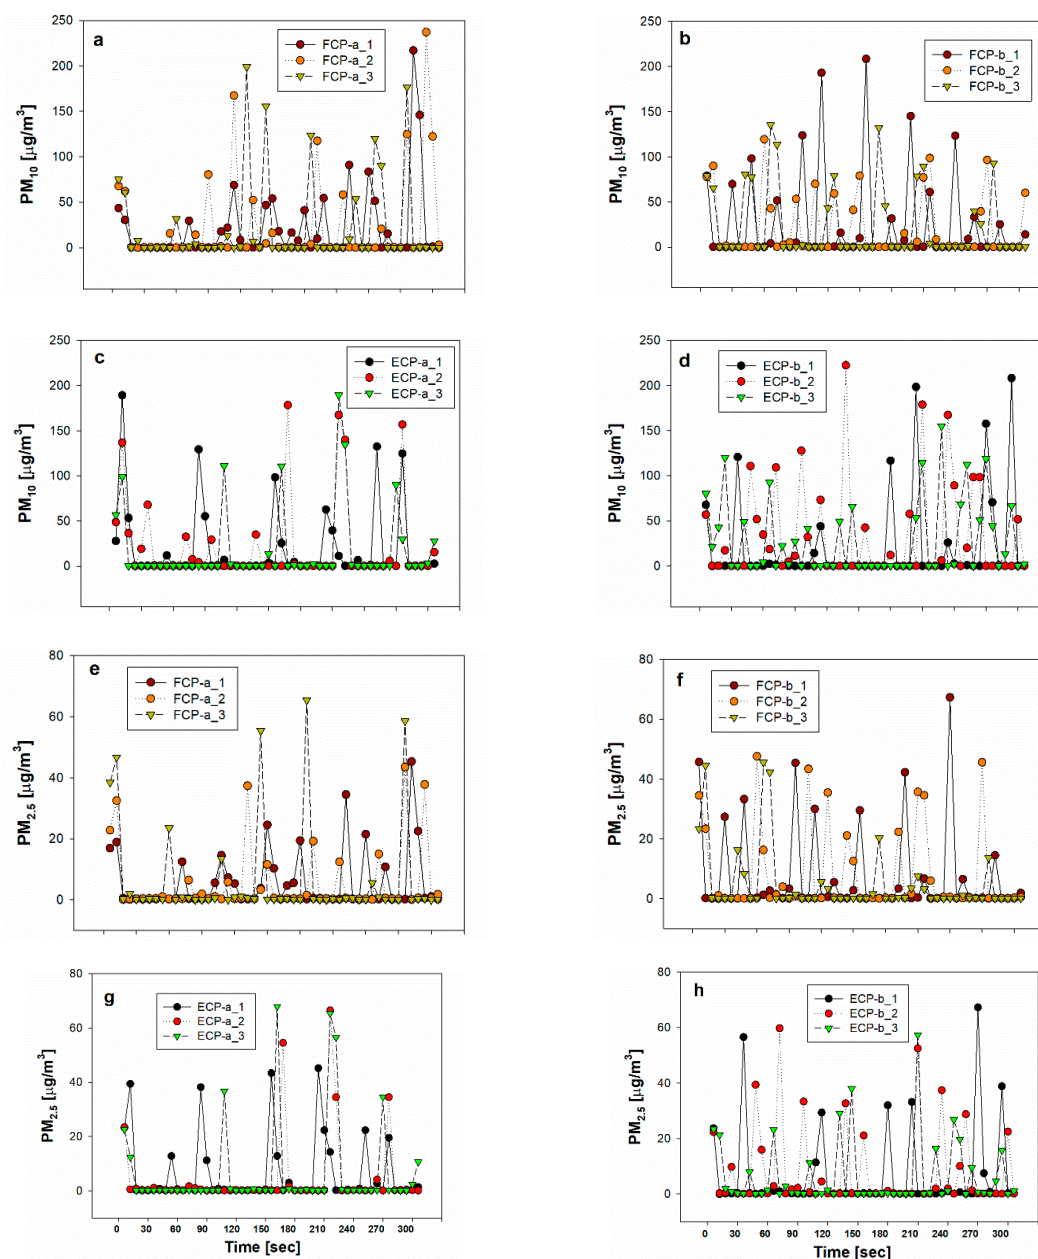 a
FCP-a_1
FCP-a_2
FCP-a_3
PM10 [µg/m3]
250
200
150
100
50
0
b
FCP-b_1
FCP-b_2
FCP-b_3
PM10 [µg/m3]
250
200
150
100
50
0
c
ECP-a_1
ECP-a_2
ECP-a_3
PM10 [µg/m3]
250
200
150
100
50
0
d
ECP-b_1
ECP-b_2
ECP-b_3
PM10 [µg/m3]
250
200
150
100
50
0
e
FCP-a_1
FCP-a_2
FCP-a_3
PM2.5 [µg/m3]
80
60
40
20
0
f
FCP-b_1
FCP-b_2
FCP-b_3
PM2.5 [µg/m3]
80
60
40
20
0
g
ECP-a_1
ECP-a_2
ECP-a_3
PM2.5 [µg/m3]
80
60
40
20
0
0 30 60 90 120 150 180 210 240 270 300
Time [sec]
h
ECP-b_1
ECP-b_2
ECP-b_3
PM2.5 [µg/m3]
80
60
40
20
0
0 30 60 90 120 150 180 210 240 270 300
Time [sec]